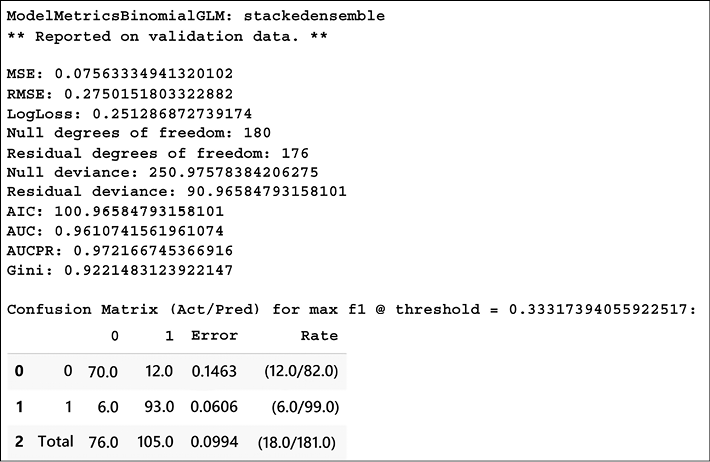 ModelMetricsBinomialGLM: stackedensemble
** Reported on validation data. **
MSE: 0.07563334941320102
RMSE: 0.2750151803322882
LogLoss: 0.251286872739174
Null degrees of freedom: 180
Residual degrees of freedom: 176
Null deviance: 250.97578384206275
Residual deviance: 90.96584793158101
AIC: 100.96584793158101
AUC: 0.9610741561961074
AUCPR: 0.972166745366916
Gini: 0.9221483123922147
Confusion Matrix (Act/Pred) for max f1 @ threshold = 0.33317394055922517:
0 1 Error Rate
0 0 70.0 12.0 0.1463 (12.0/82.0)
1 1 6.0 93.0 0.0606 (6.0/99.0)
2 Total 76.0 105.0 0.0994 (18.0/181.0)